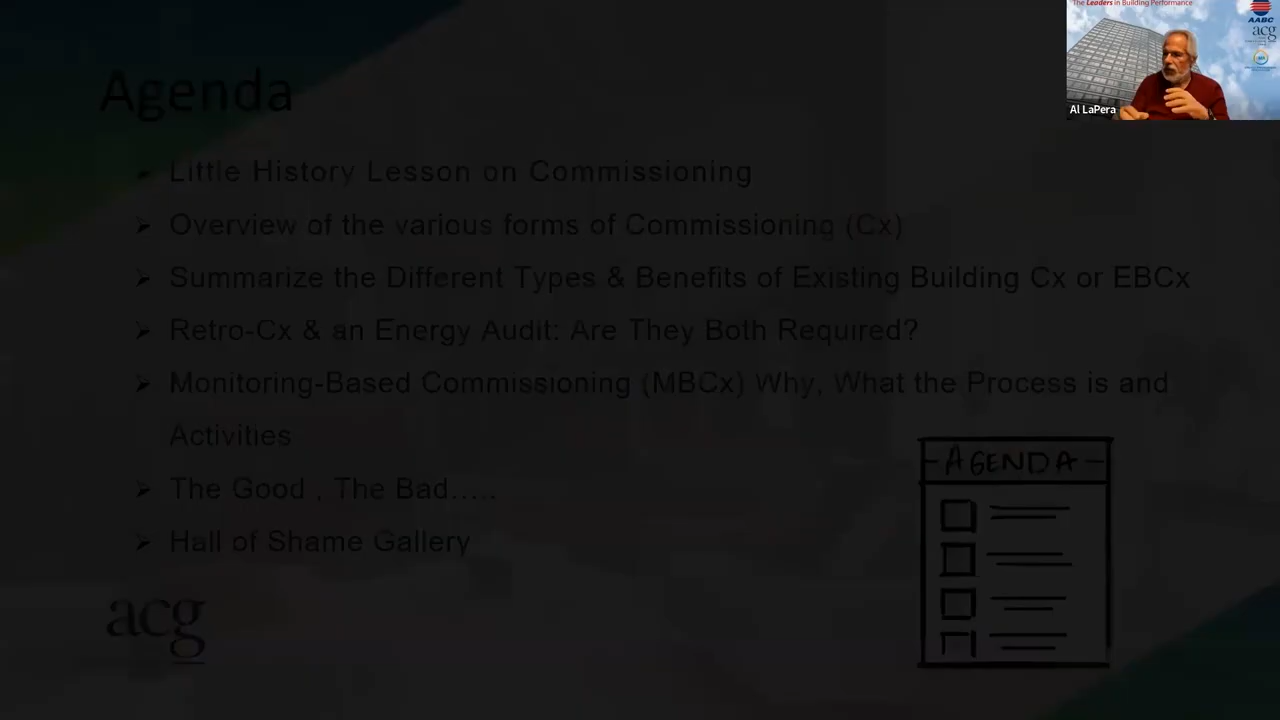 The Leaders in Building Performance
AABC
acg
Al LaPera
Agenda
Little History Lesson on Commissioning
Overview of the various forms of Commissioning (Cx)
Summarize the Different Types & Benefits of Existing Building Cx or EBCx
Retro-Cx & an Energy Audit: Are They Both Required?
Monitoring-Based Commissioning (MBCx) Why, What the Process is and
Activities
The Good , The Bad.....
Hall of Shame Gallery
AGENDA
acg